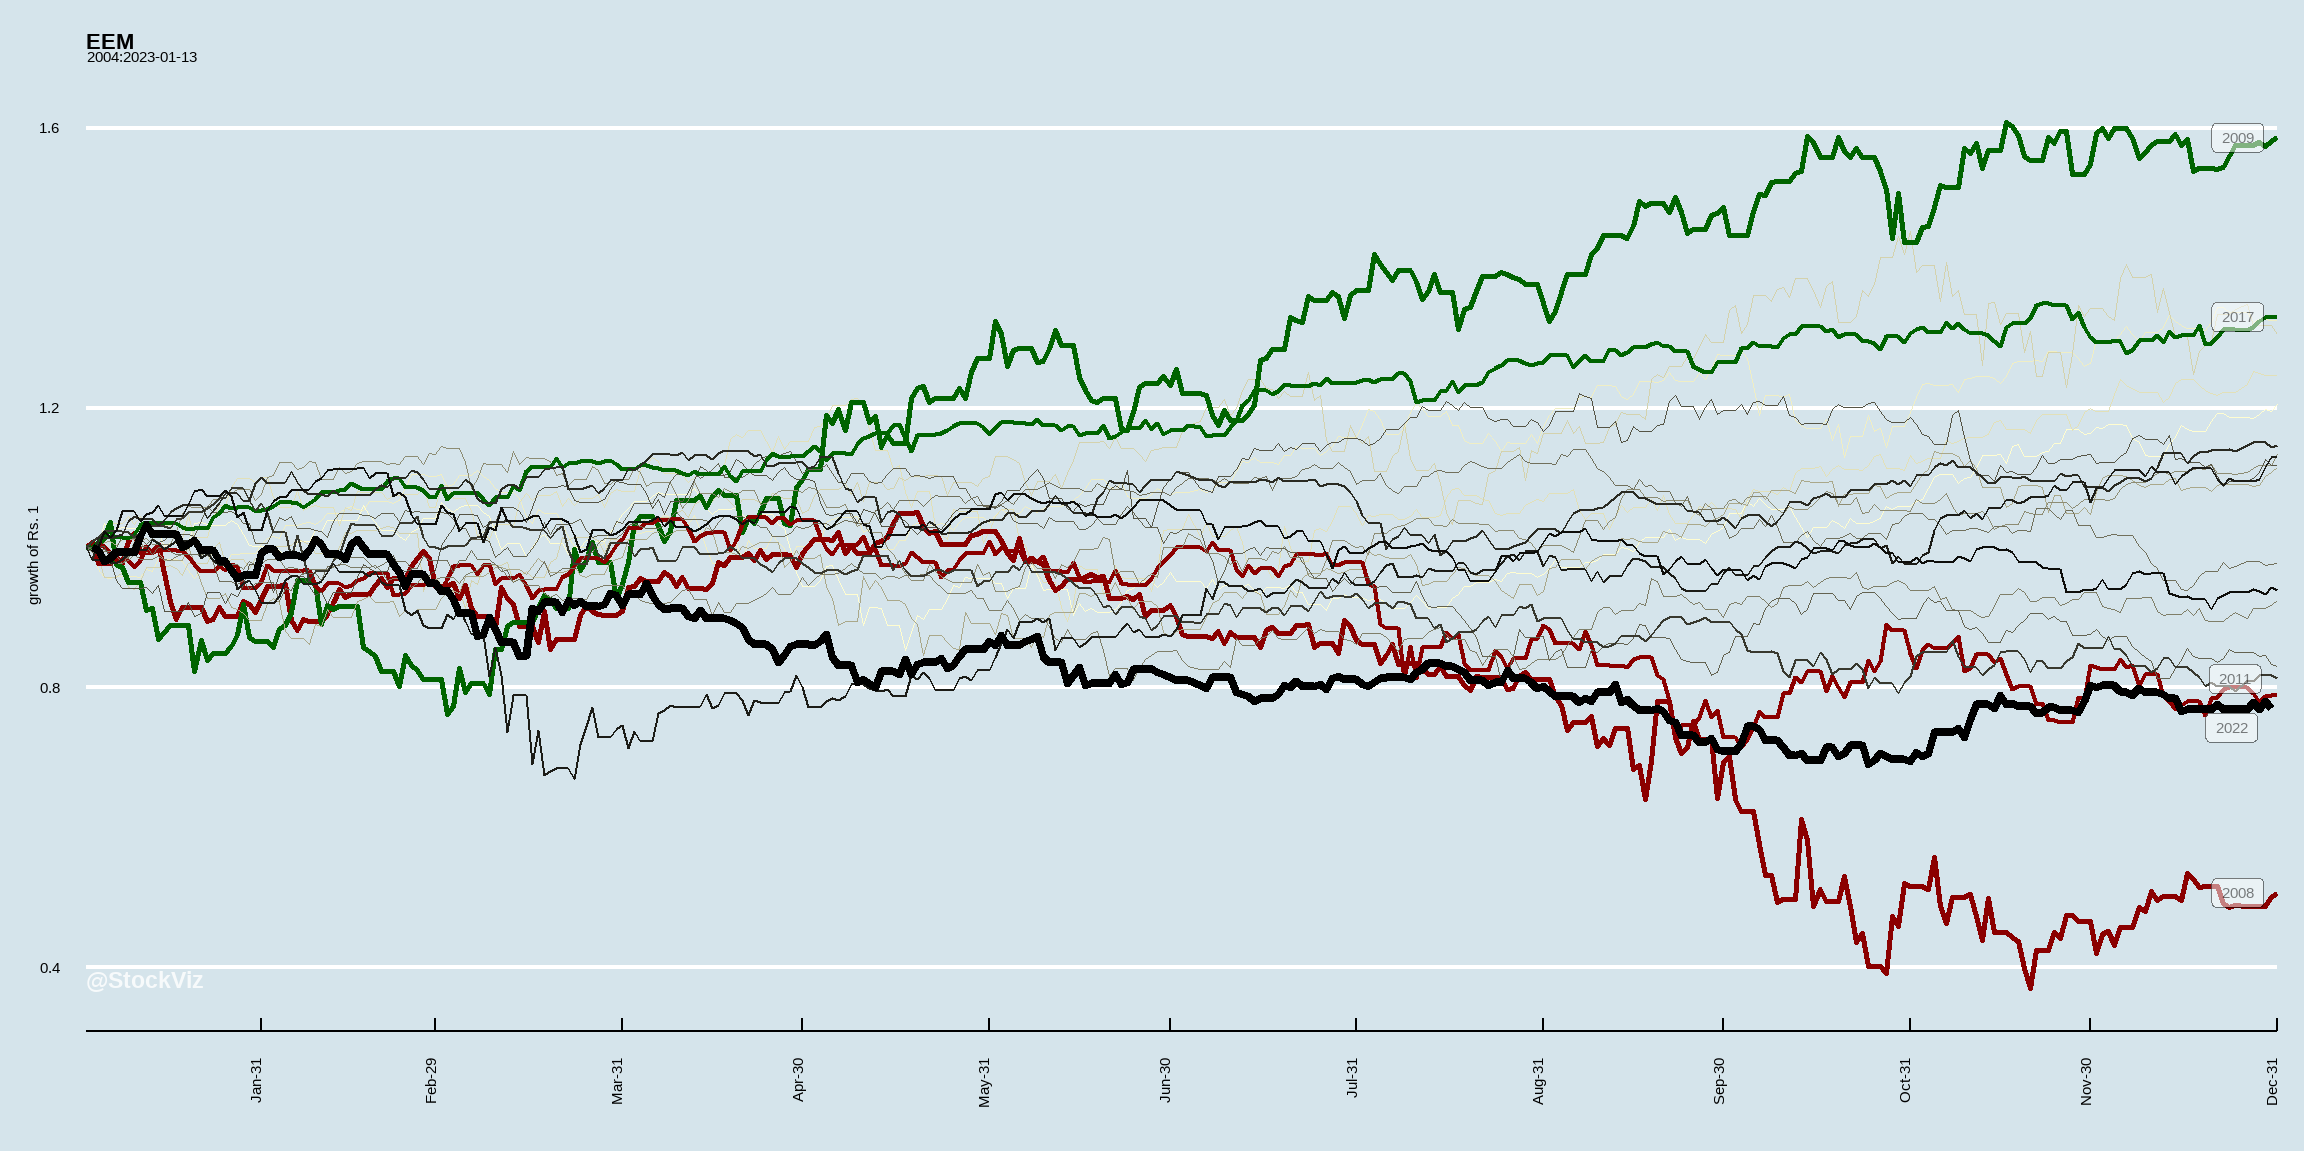 EEM
2004:2023-01-13
growth of Rs. 1
1.6
1.2
0.8
0.4
2009
2017
2011
2022
2008
@StockViz
Jan-31
Feb-29
Mar-31
Apr-30
May-31
Jun-30
Jul-31
Aug-31
Sep-30
Oct-31
Nov-30
Dec-31